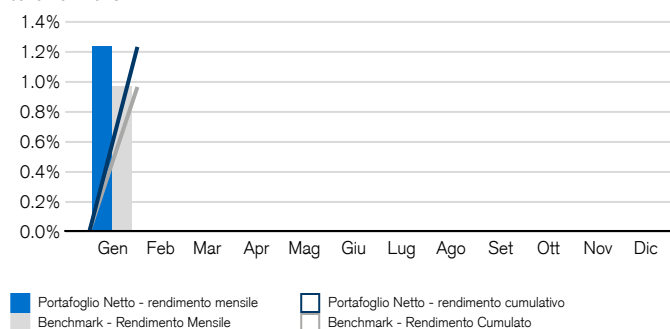 1.4%
1.2%
1.0%
0.8%
0.6%
0.4%
0.2%
0.0%
Gen Feb Mar Apr Mag Giu Lug Ago Set Ott Nov Dic
Portafoglio Netto - rendimento mensile Portafoglio Netto - rendimento cumulativo
Benchmark - Rendimento Mensile Benchmark - Rendimento Cumulato